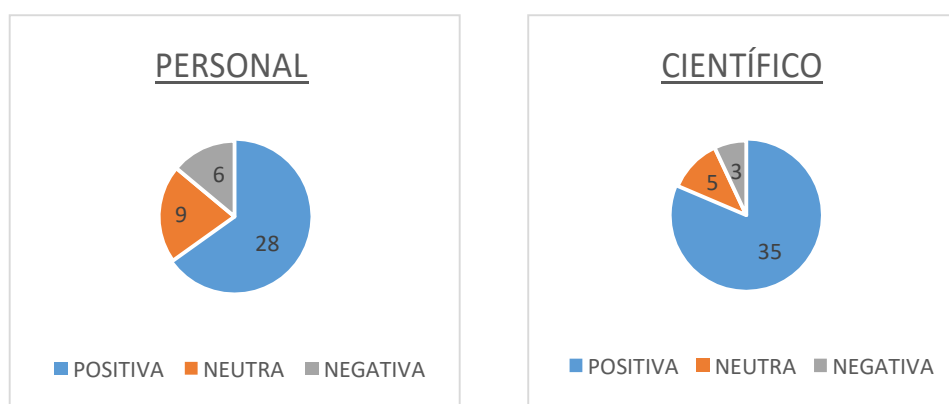 PERSONAL
6
9
28
POSITIVA NEUTRA NEGATIVA
CIENTÍFICO
3
5
35
POSITIVA NEUTRA NEGATIVA